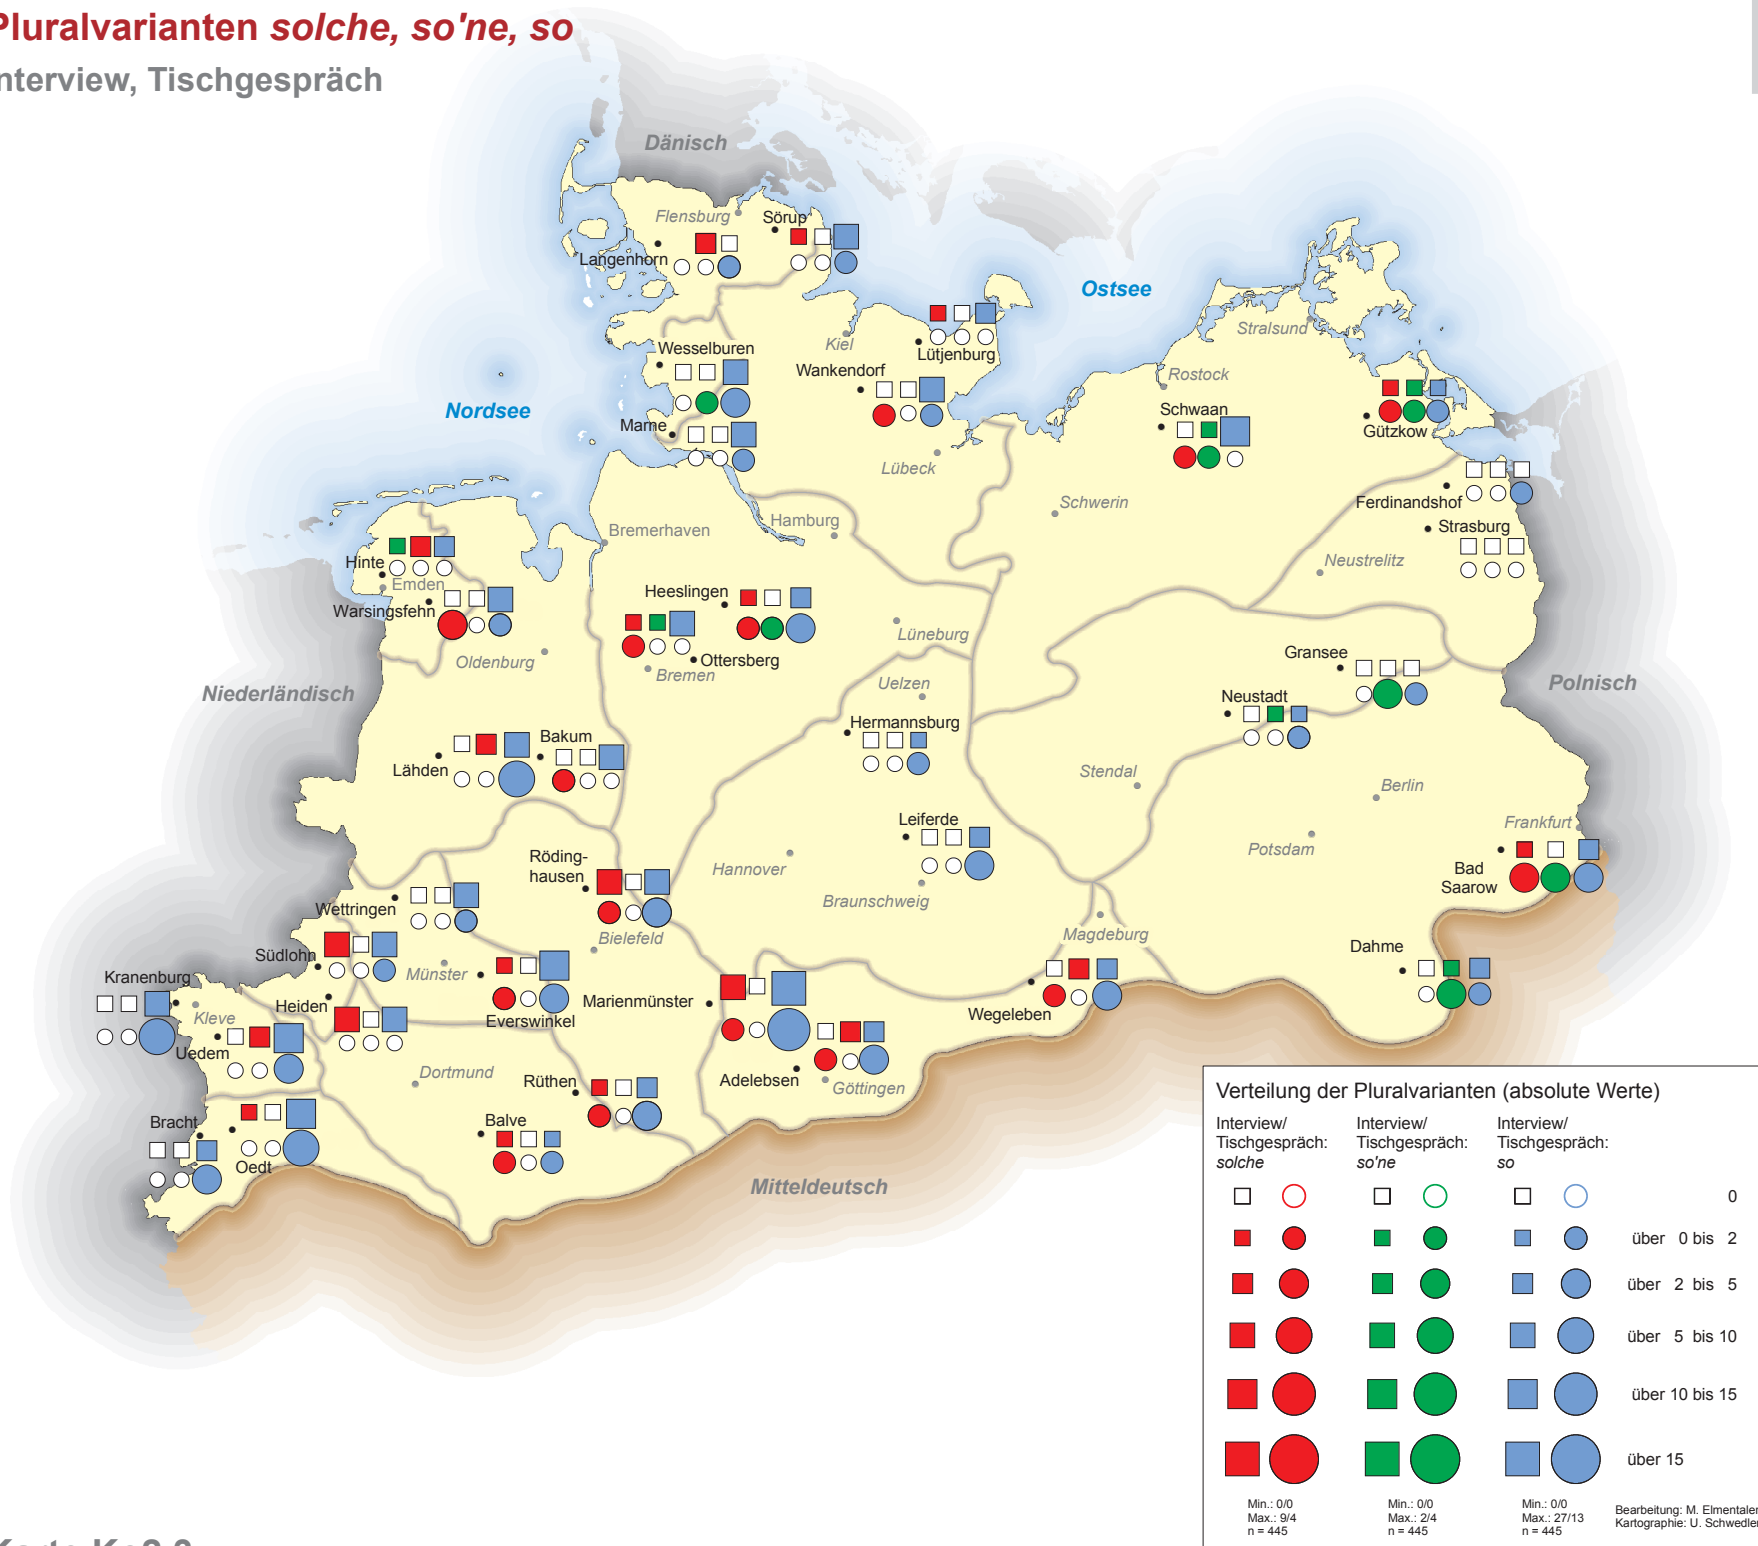 Pluralvarianten solche, so'ne, so
Interview, Tischgespräch
Dänisch
Flensburg
Sörup
Langenhorn
Ostsee
Stralsund
Kiel
Lütjenburg
Wesselburen
Wankendorf
Rostock
Nordsee
Schwaan
Marne
Gützkow
Lübeck
Schwerin
Ferdinandshof
Strasburg
Hamburg
Bremerhaven
Neustrelitz
Hinte
Emden
Heeslingen
Warsingsfehn
Lüneburg
Oldenburg
Ottersberg
Bremen
Gransee
Niederländisch
Uelzen
Polnisch
Neustadt
Hermannsburg
Bakum
Lähden
Stendal
Berlin
Leiferde
Frankfurt
Röding-
hausen
Hannover
Potsdam
Bad
Saarow
Braunschweig
Wettringen
Bielefeld
Magdeburg
Dahme
Südlohn
Münster
Kranenburg
Heiden
Marienmünster
Kleve
Everswinkel
Wegeleben
Uedem
Dortmund
Rüthen
Adelebsen
Göttingen
Bracht
Balve
Oedt
Mitteldeutsch
Verteilung der Pluralvarianten (absolute Werte)
Interview/ Interview/ Interview/
Tischgespräch: Tischgespräch: Tischgespräch:
solche so'ne so
0
über 0 bis 2
über 2 bis 5
über 5 bis 10
über 10 bis 15
über 15
Min.: 0/0 Min.: 0/0 Min.: 0/0
Max.: 9/4 Max.: 2/4 Max.: 27/13
n = 445 n = 445 n = 445
Bearbeitung: M. Elmentaler
Kartographie: U. Schwedler